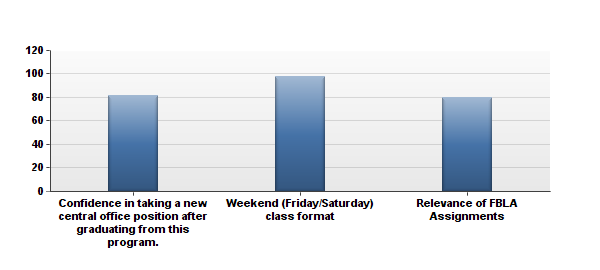 120
100
80
60
40
20
0
Confidence in taking a new
central office position after
graduating from this
program.
Weekend (Friday/Saturday)
class format
Relevance of FBLA
Assignments